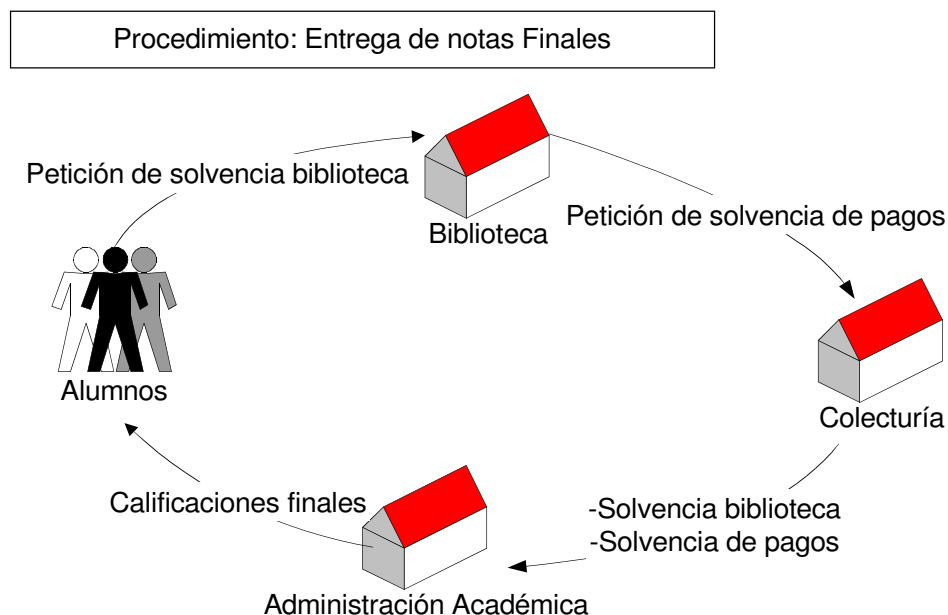 Procedimiento: Entrega de notas Finales
Petición de solvencia biblioteca
Biblioteca
Petición de solvencia de pagos
Alumnos
Colecturía
Calificaciones finales
-Solvencia biblioteca
-Solvencia de pagos
Administración Académica